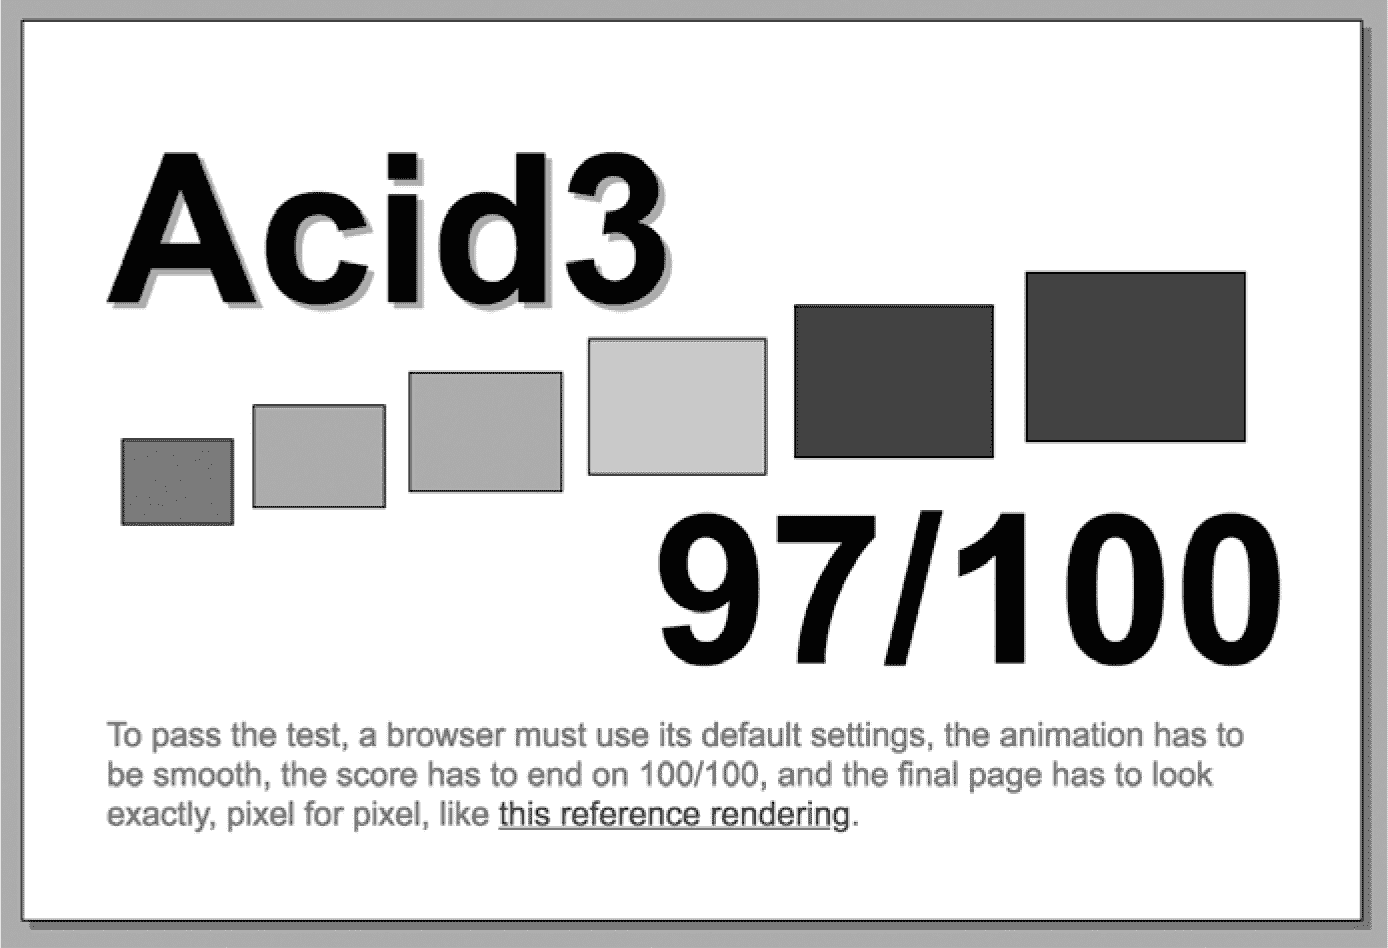 Acid3
97/100
To pass the test, a browser must use its default settings, the animation has to
be smooth, the score has to end on 100/100, and the final page has to look
exactly, pixel for pixel, like this reference rendering.